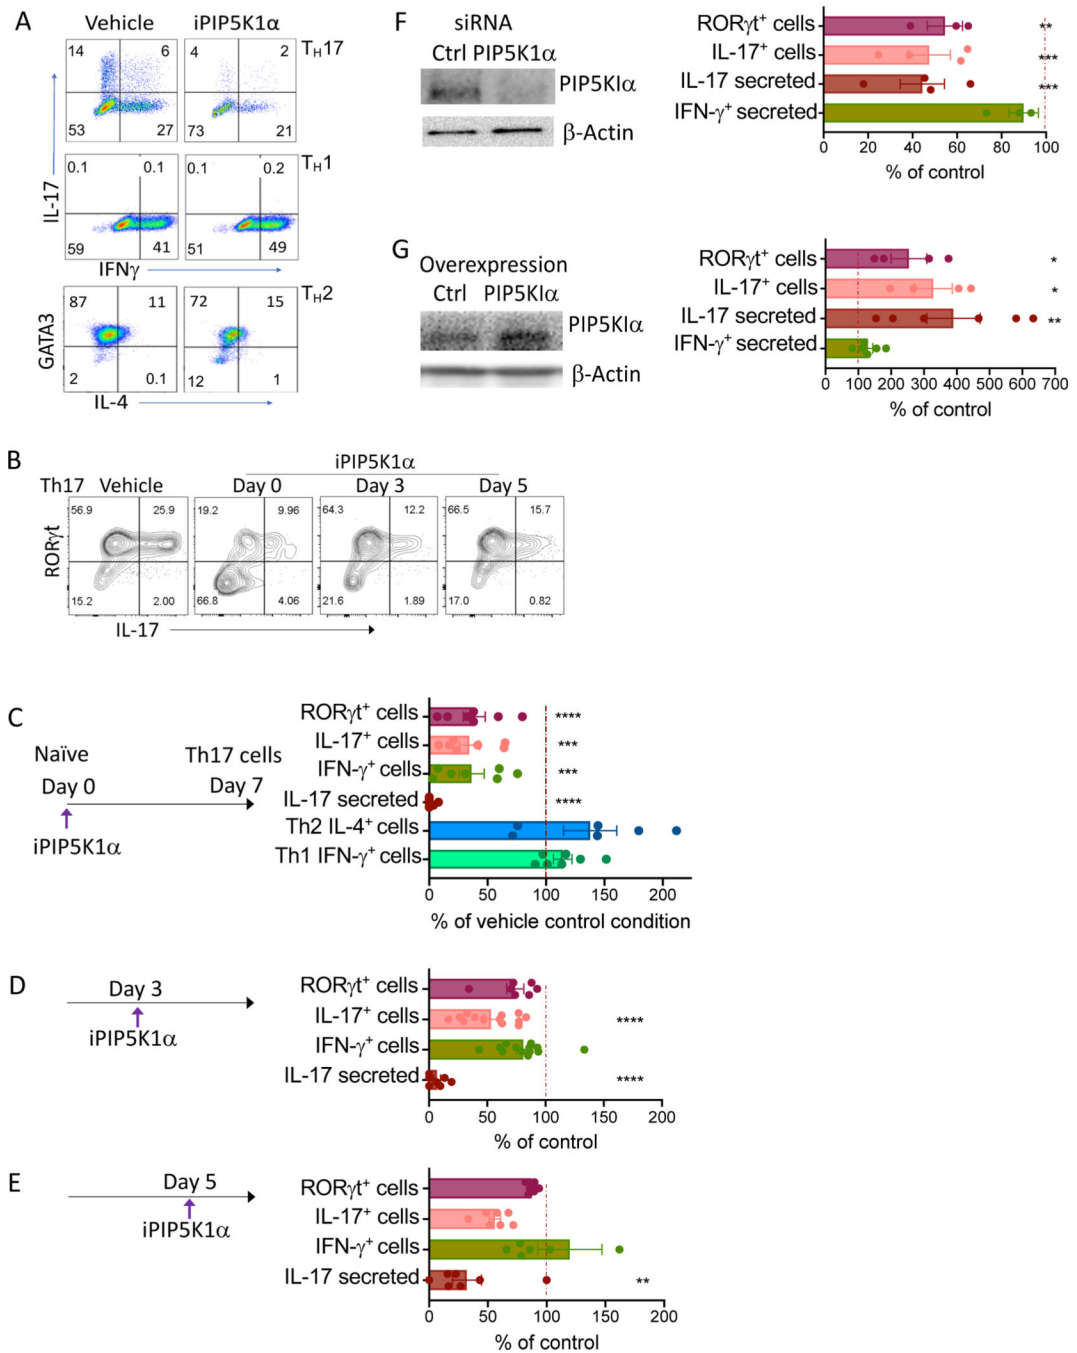 A
Vehicle iPIP5K1α
14 6 4 2 TH17
53 27 73 21
0.1 0.1 0.1 0.2 TH1
59 41 51 49
IL-17
IFNγ
87 11 72 15 TH2
2 0.1 12 1
GATA3
IL-4
B
iPIP5K1α
Th17 Vehicle Day 0 Day 3 Day 5
56.9 25.9 19.2 9.96 64.3 12.2 66.5 15.7
15.2 2.00 66.8 4.06 21.6 1.89 17.0 0.82
RORγt
IL-17
C
Naïve Th17 cells
Day 0 Day 7
iPIP5K1α
RORγt+ cells ****
IL-17+ cells ***
IFN-γ+ cells ***
IL-17 secreted ****
Th2 IL-4+ cells
Th1 IFN-γ+ cells
0 50 100 150 200
% of vehicle control condition
D
Day 3
iPIP5K1α
RORγt+ cells
IL-17+ cells ****
IFN-γ+ cells
IL-17 secreted ****
0 50 100 150 200
% of control
E
Day 5
iPIP5K1α
RORγt+ cells
IL-17+ cells
IFN-γ+ cells
IL-17 secreted **
0 50 100 150 200
% of control
F
siRNA
Ctrl PIP5K1α
PIP5KIα
β-Actin
RORγt+ cells **
IL-17+ cells ***
IL-17 secreted ***
IFN-γ+ secreted
0 20 40 60 80 100
% of control
G
Overexpression
Ctrl PIP5KIα
PIP5KIα
β-Actin
RORγt+ cells *
IL-17+ cells *
IL-17 secreted **
IFN-γ+ secreted
0 100 200 300 400 500 600 700
% of control